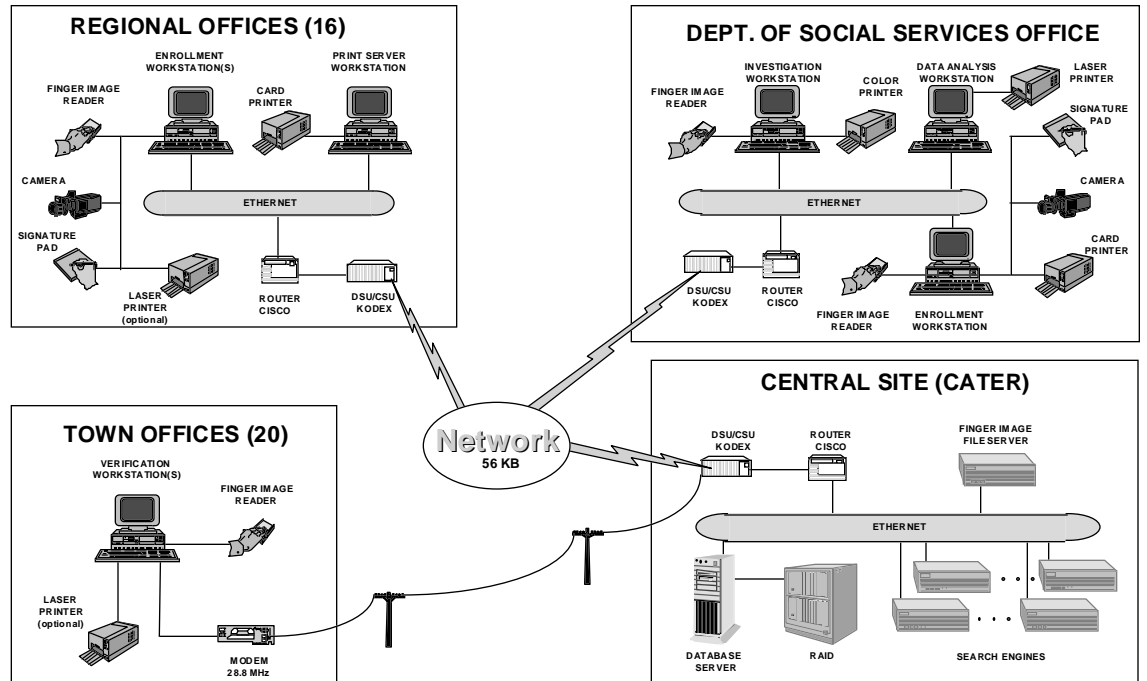 REGIONAL OFFICES (16)
ENROLLMENT
WORKSTATION(S)
PRINT SERVER
WORKSTATION
FINGER IMAGE
READER
CARD
PRINTER
CAMERA
ETHERNET
SIGNATURE
PAD
LASER
PRINTER
(optional)
ROUTER
CISCO
DSU/CSU
KODEX
DEPT. OF SOCIAL SERVICES OFFICE
INVESTIGATION
WORKSTATION
DATA ANALYSIS
WORKSTATION
LASER
PRINTER
FINGER IMAGE
READER
COLOR
PRINTER
SIGNATURE
PAD
CAMERA
ETHERNET
CARD
PRINTER
DSU/CSU
KODEX
ROUTER
CISCO
FINGER IMAGE
READER
ENROLLMENT
WORKSTATION
Network
56 KB
TOWN OFFICES (20)
VERIFICATION
WORKSTATION(S)
FINGER IMAGE
READER
LASER
PRINTER
(optional)
MODEM
28.8 MHz
CENTRAL SITE (CATER)
DSU/CSU
KODEX
ROUTER
CISCO
FINGER IMAGE
FILE SERVER
ETHERNET
DATABASE
SERVER
RAID
SEARCH ENGINES